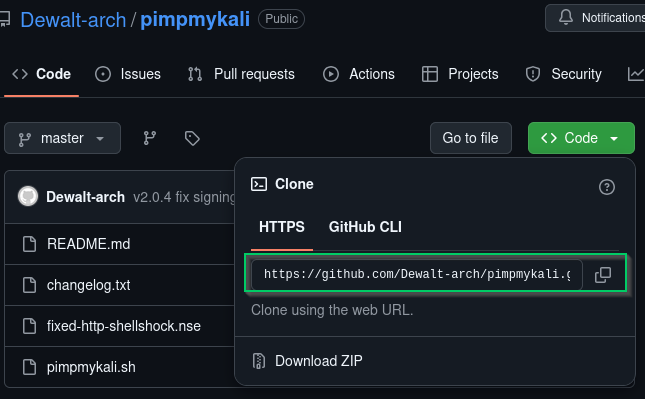 Dewalt-arch / pimpmykali Public Notifications
Code Issues Pull requests Actions Projects Security
master Go to file Code
Clone
Dewalt-arch v2.0.4 fix signing
HTTPS GitHub CLI
README.md
https://github.com/Dewalt-arch/pimpmykali.g
changelog.txt
Clone using the web URL.
fixed-http-shellshock.nse
Download ZIP
pimpmykali.sh